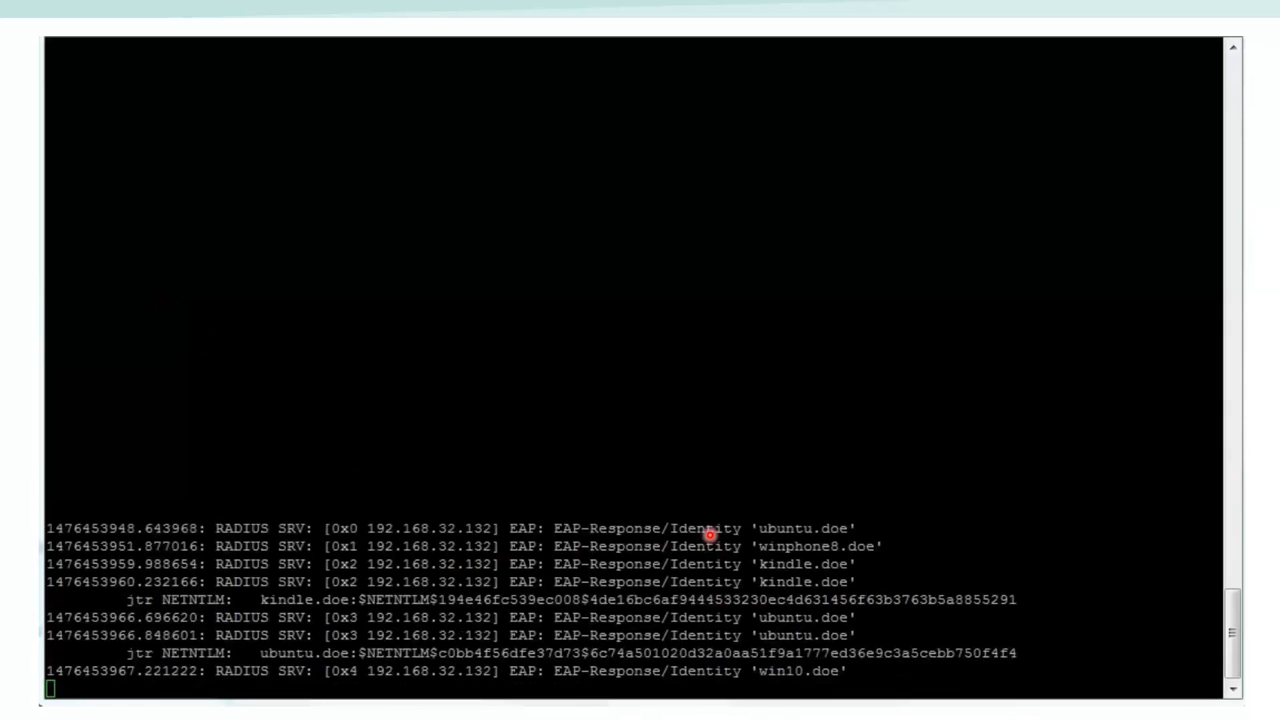 1476453948.643968: RADIUS SRV: [0x0 192.168.32.132] EAP: EAP-Response/Identity 'ubuntu.doe'
1476453951.877016: RADIUS SRV: [0x1 192.168.32.132] EAP: EAP-Response/Identity 'winphone8.doe'
1476453959.988654: RADIUS SRV: [0x2 192.168.32.132] EAP: EAP-Response/Identity 'kindle.doe'
1476453960.232166: RADIUS SRV: [0x2 192.168.32.132] EAP: EAP-Response/Identity 'kindle.doe'
jtr NETNTLM: kindle.doe:$NETNTLM$194e46fc539ec008$4de16bc6af9444533230ec4d631456f63b3763b5a8855291
1476453966.696620: RADIUS SRV: [0x3 192.168.32.132] EAP: EAP-Response/Identity 'ubuntu.doe'
1476453966.848601: RADIUS SRV: [0x3 192.168.32.132] EAP: EAP-Response/Identity 'ubuntu.doe'
jtr NETNTLM: ubuntu.doe:$NETNTLM$c0bb4f56dfe37d73$6c74a501020d32a0aa51f9a1777ed36e9c3a5cebb750f4f4
1476453967.221222: RADIUS SRV: [0x4 192.168.32.132] EAP: EAP-Response/Identity 'win10.doe'